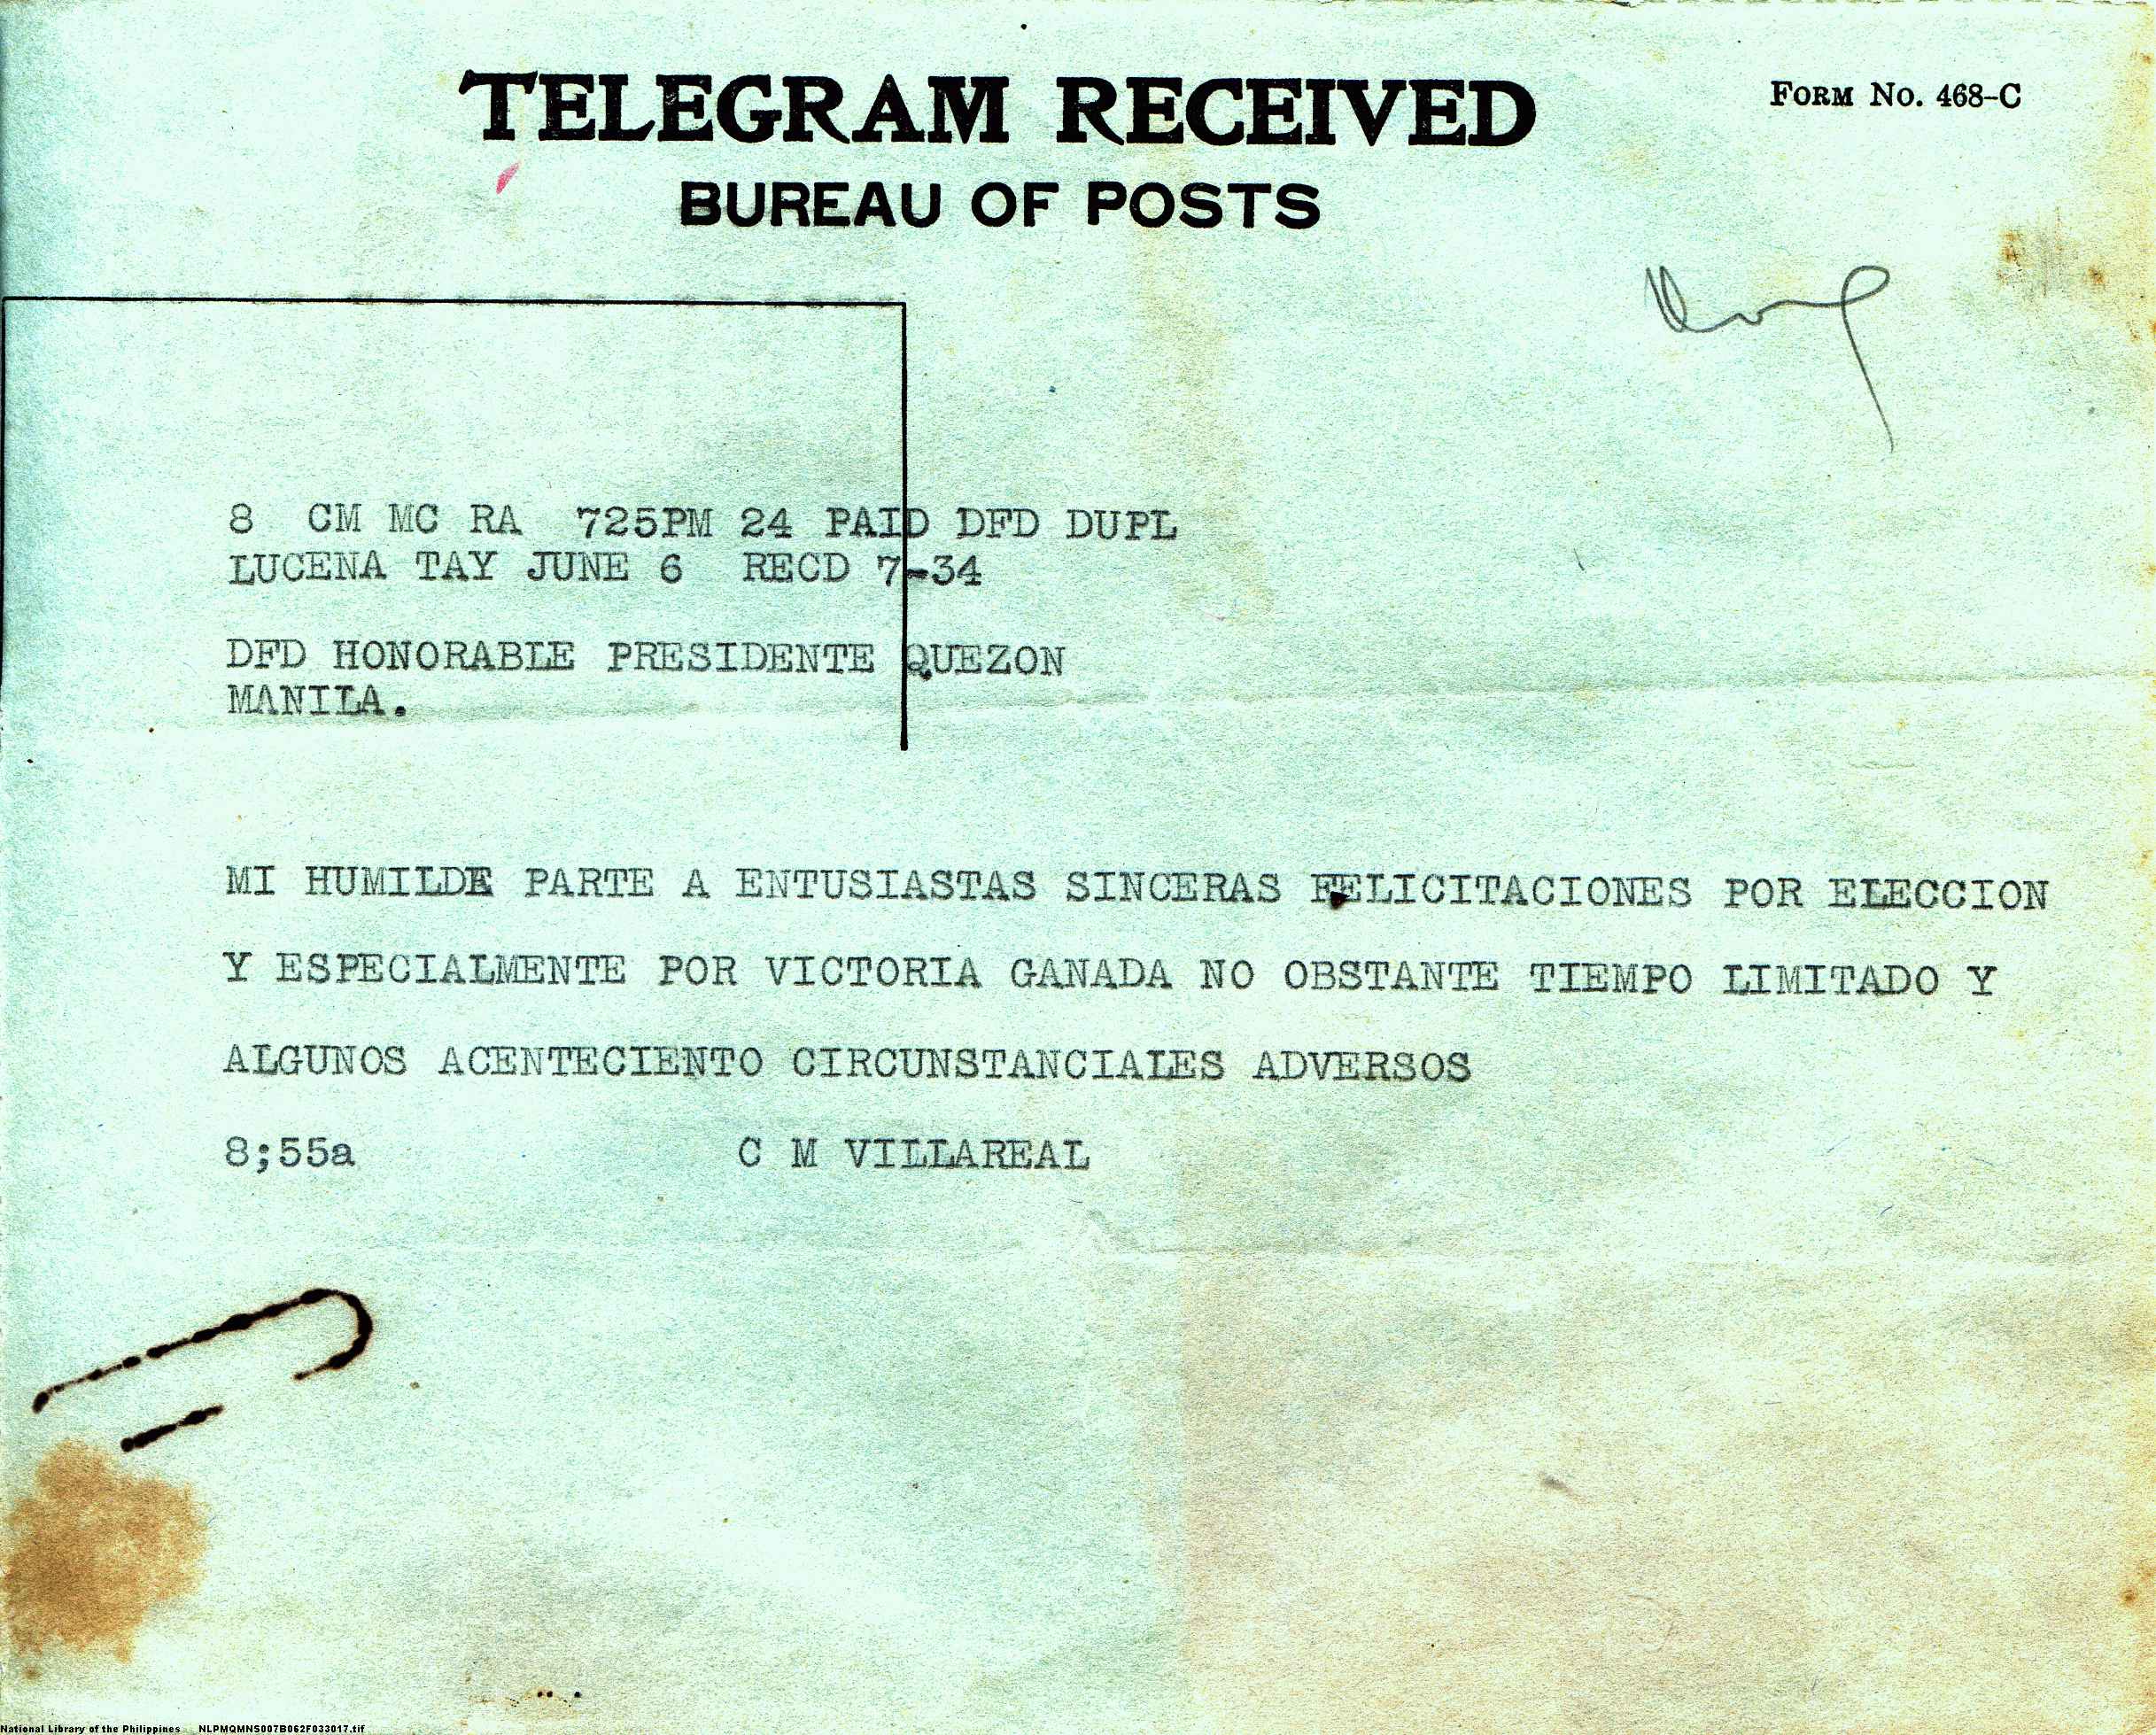 TELEGRAM RECEIVED
FORM No. 468-C
BUREAU OF POSTS
8 CM MC RA 725PM 24 PAID DFD DUPL
LUCENA TAY JUNE 6 RECD 7-34
DFD HONORABLE PRESIDENTE QUEZON
MANILA.
MI HUMILDE PARTE A ENTUSIASTAS SINCERAS FELICITACIONES POR ELECCION
Y ESPECIALMENTE POR VICTORIA GANADA NO OBSTANTE TIEMPO LIMITADO Y
ALGUNOS ACENTECIENTO CIRCUNSTANCIALES ADVERSOS
8;55a C M VILLAREAL
National Library of the Philippines NLPMQMNS007B062F033017.tif